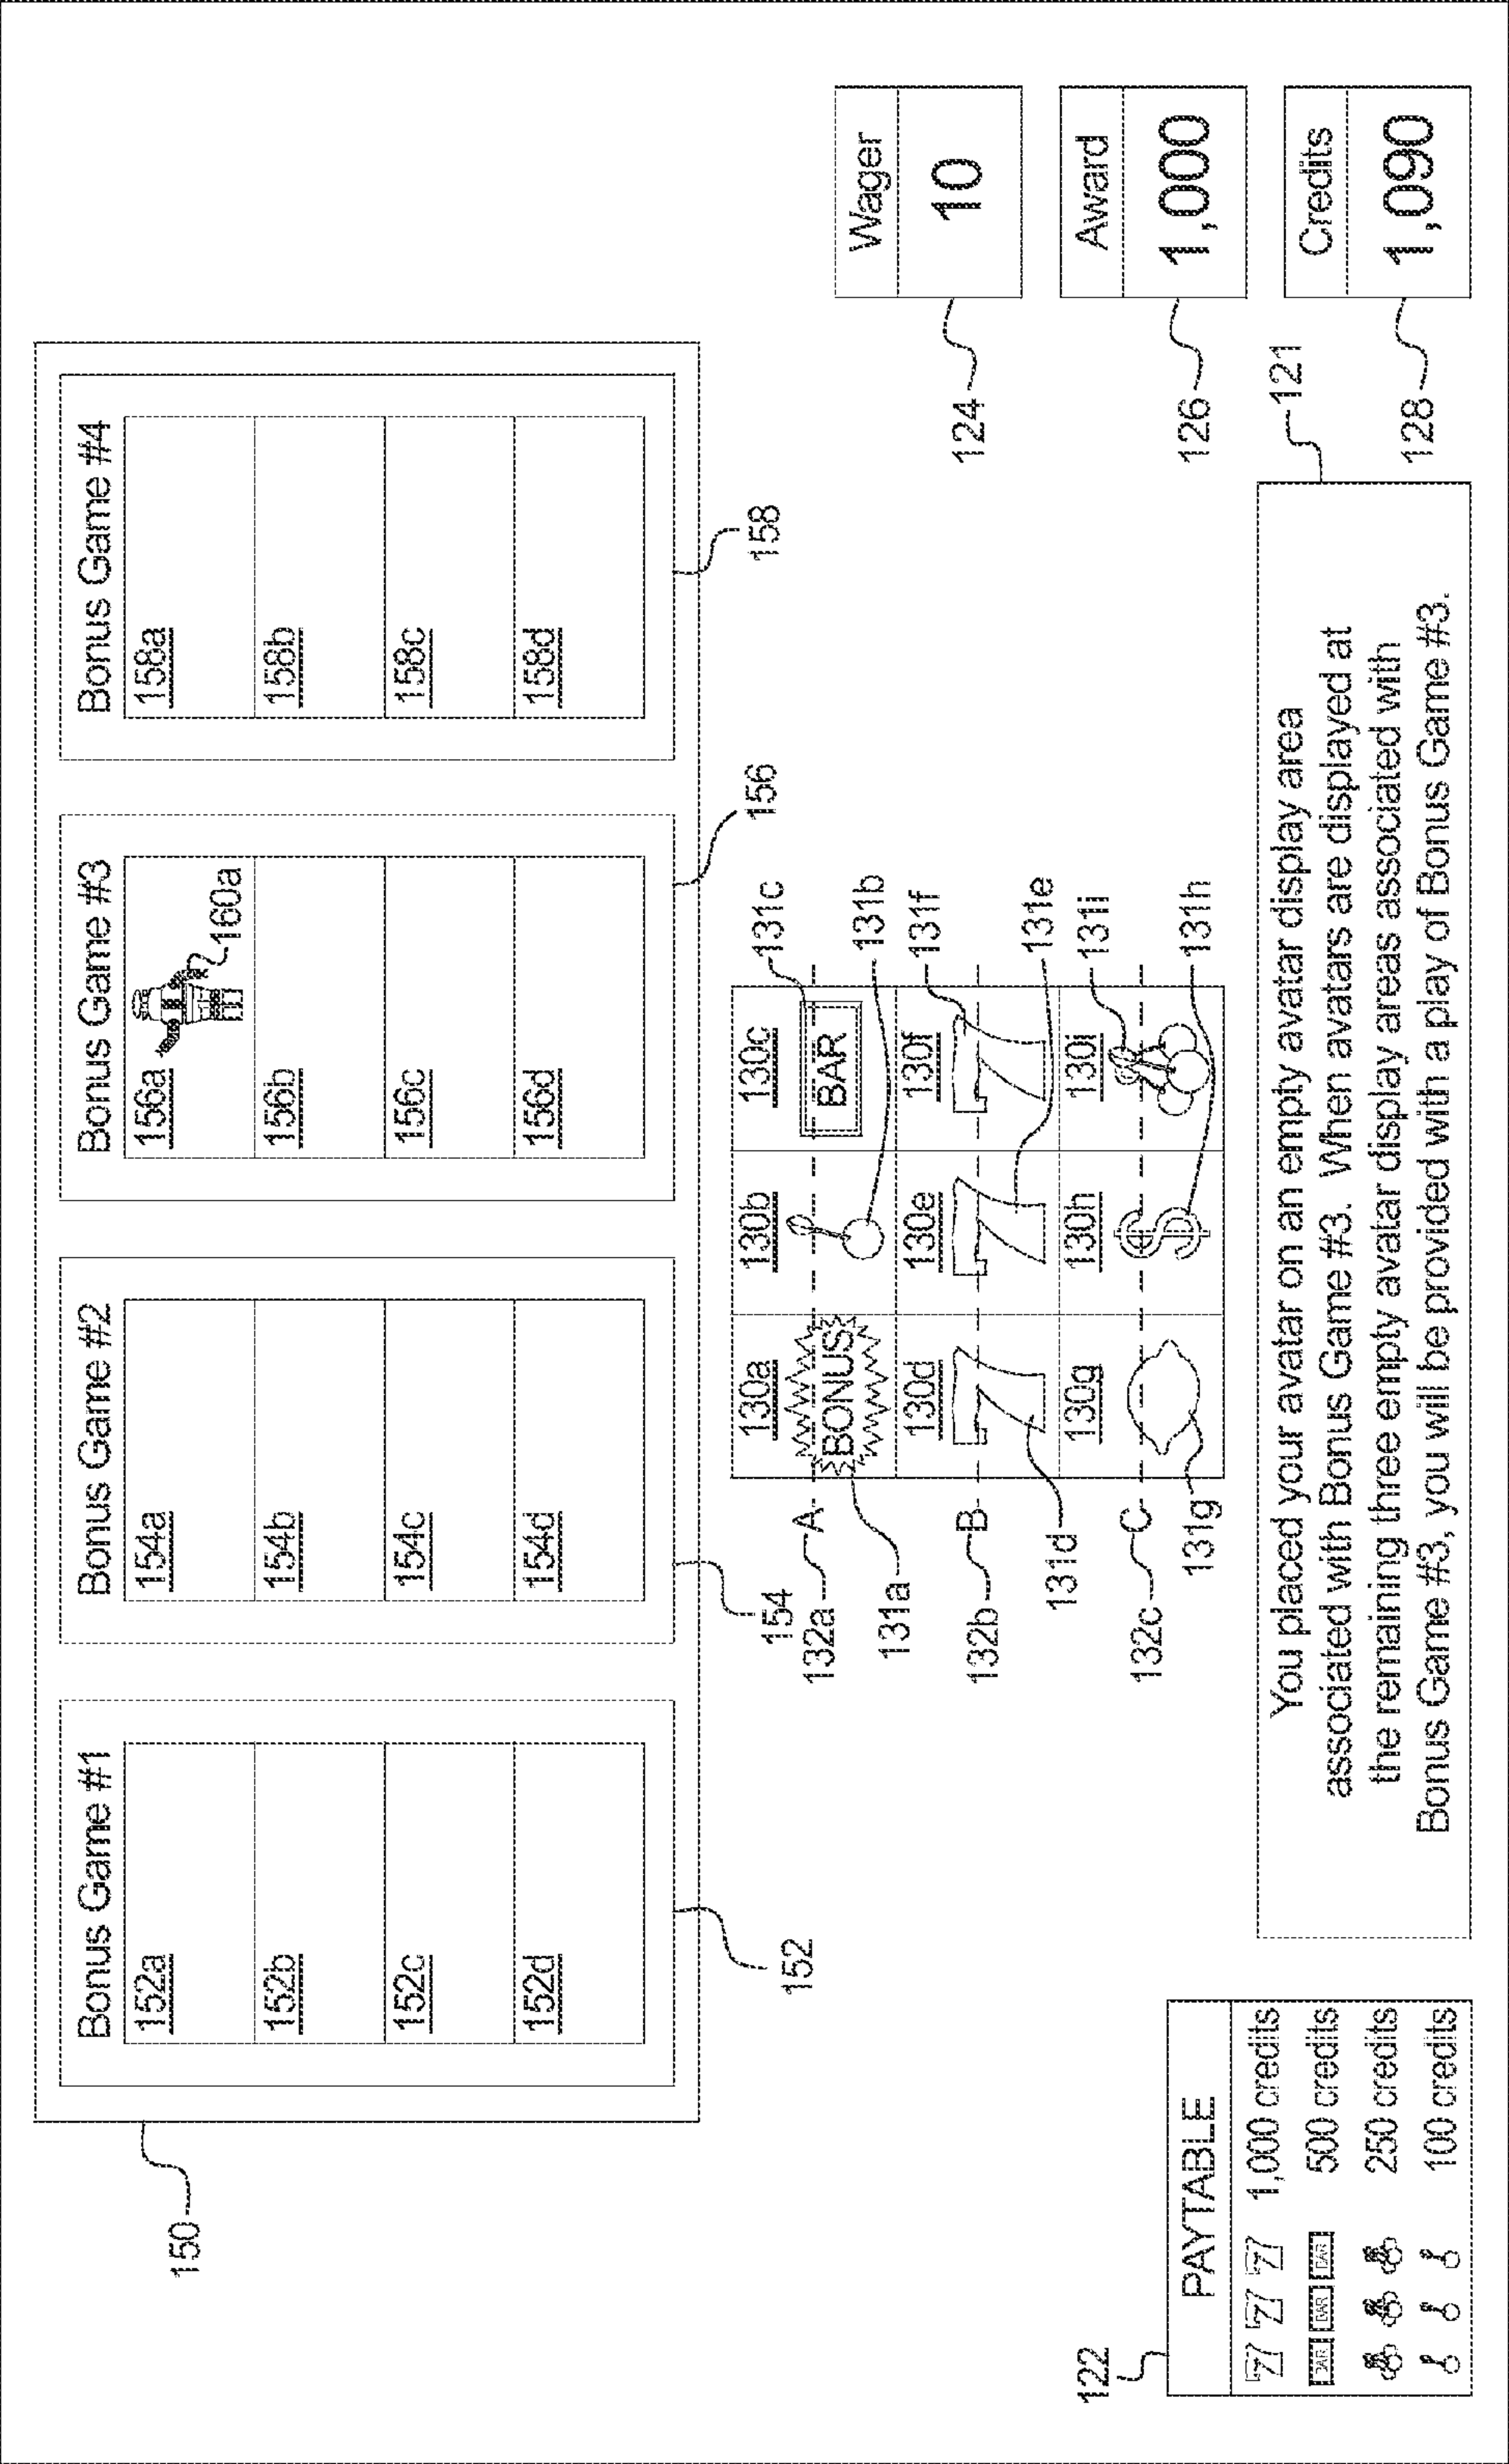 150
Bonus Game #1
152a
152b
152c
152d
152
Bonus Game #2
154a
154b
154c
154d
154
Bonus Game #3
156a
160a
156b
156c
156d
156
Bonus Game #4
158a
158b
158c
158d
158
130a
130b
130c
131c
132a
A
BONUS
BAR
131a
131b
130d
130e
130f
131f
132b
B
131d
131e
130g
130h
130i
131i
132c
C
131g
131h
Wager
10
124
Award
1,000
126
Credits
1,090
128
122
PAYTABLE
7 7 7 1,000 credits
BAR BAR BAR 500 credits
250 credits
100 credits
121
You placed your avatar on an empty avatar display area
associated with Bonus Game #3. When avatars are displayed at
the remaining three empty avatar display areas associated with
Bonus Game #3, you will be provided with a play of Bonus Game #3.